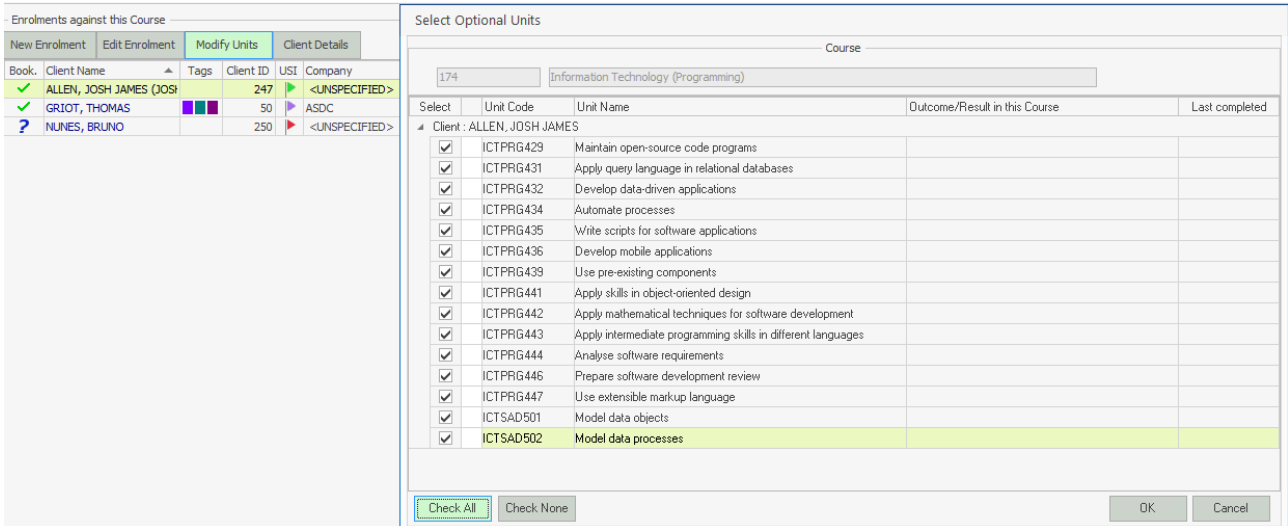 Enrolments against this Course
New Enrolment Edit Enrolment Modify Units Client Details
Book. Client Name Tags Client ID USI Company
ALLEN, JOSH JAMES (JOSH 247 <UNSPECIFIED>
GRIOT, THOMAS 50 ASDC
? NUNES, BRUNO 250 <UNSPECIFIED>
Select Optional Units
Course
174 Information Technology (Programming)
Select Unit Code Unit Name Outcome/Result in this Course Last completed
Client : ALLEN, JOSH JAMES
ICTPRG429 Maintain open-source code programs
ICTPRG431 Apply query language in relational databases
ICTPRG432 Develop data-driven applications
ICTPRG434 Automate processes
ICTPRG435 Write scripts for software applications
ICTPRG436 Develop mobile applications
ICTPRG439 Use pre-existing components
ICTPRG441 Apply skills in object-oriented design
ICTPRG442 Apply mathematical techniques for software development
ICTPRG443 Apply intermediate programming skills in different languages
ICTPRG444 Analyse software requirements
ICTPRG446 Prepare software development review
ICTPRG447 Use extensible markup language
ICTSAD501 Model data objects
ICTSAD502 Model data processes
Check All Check None OK Cancel